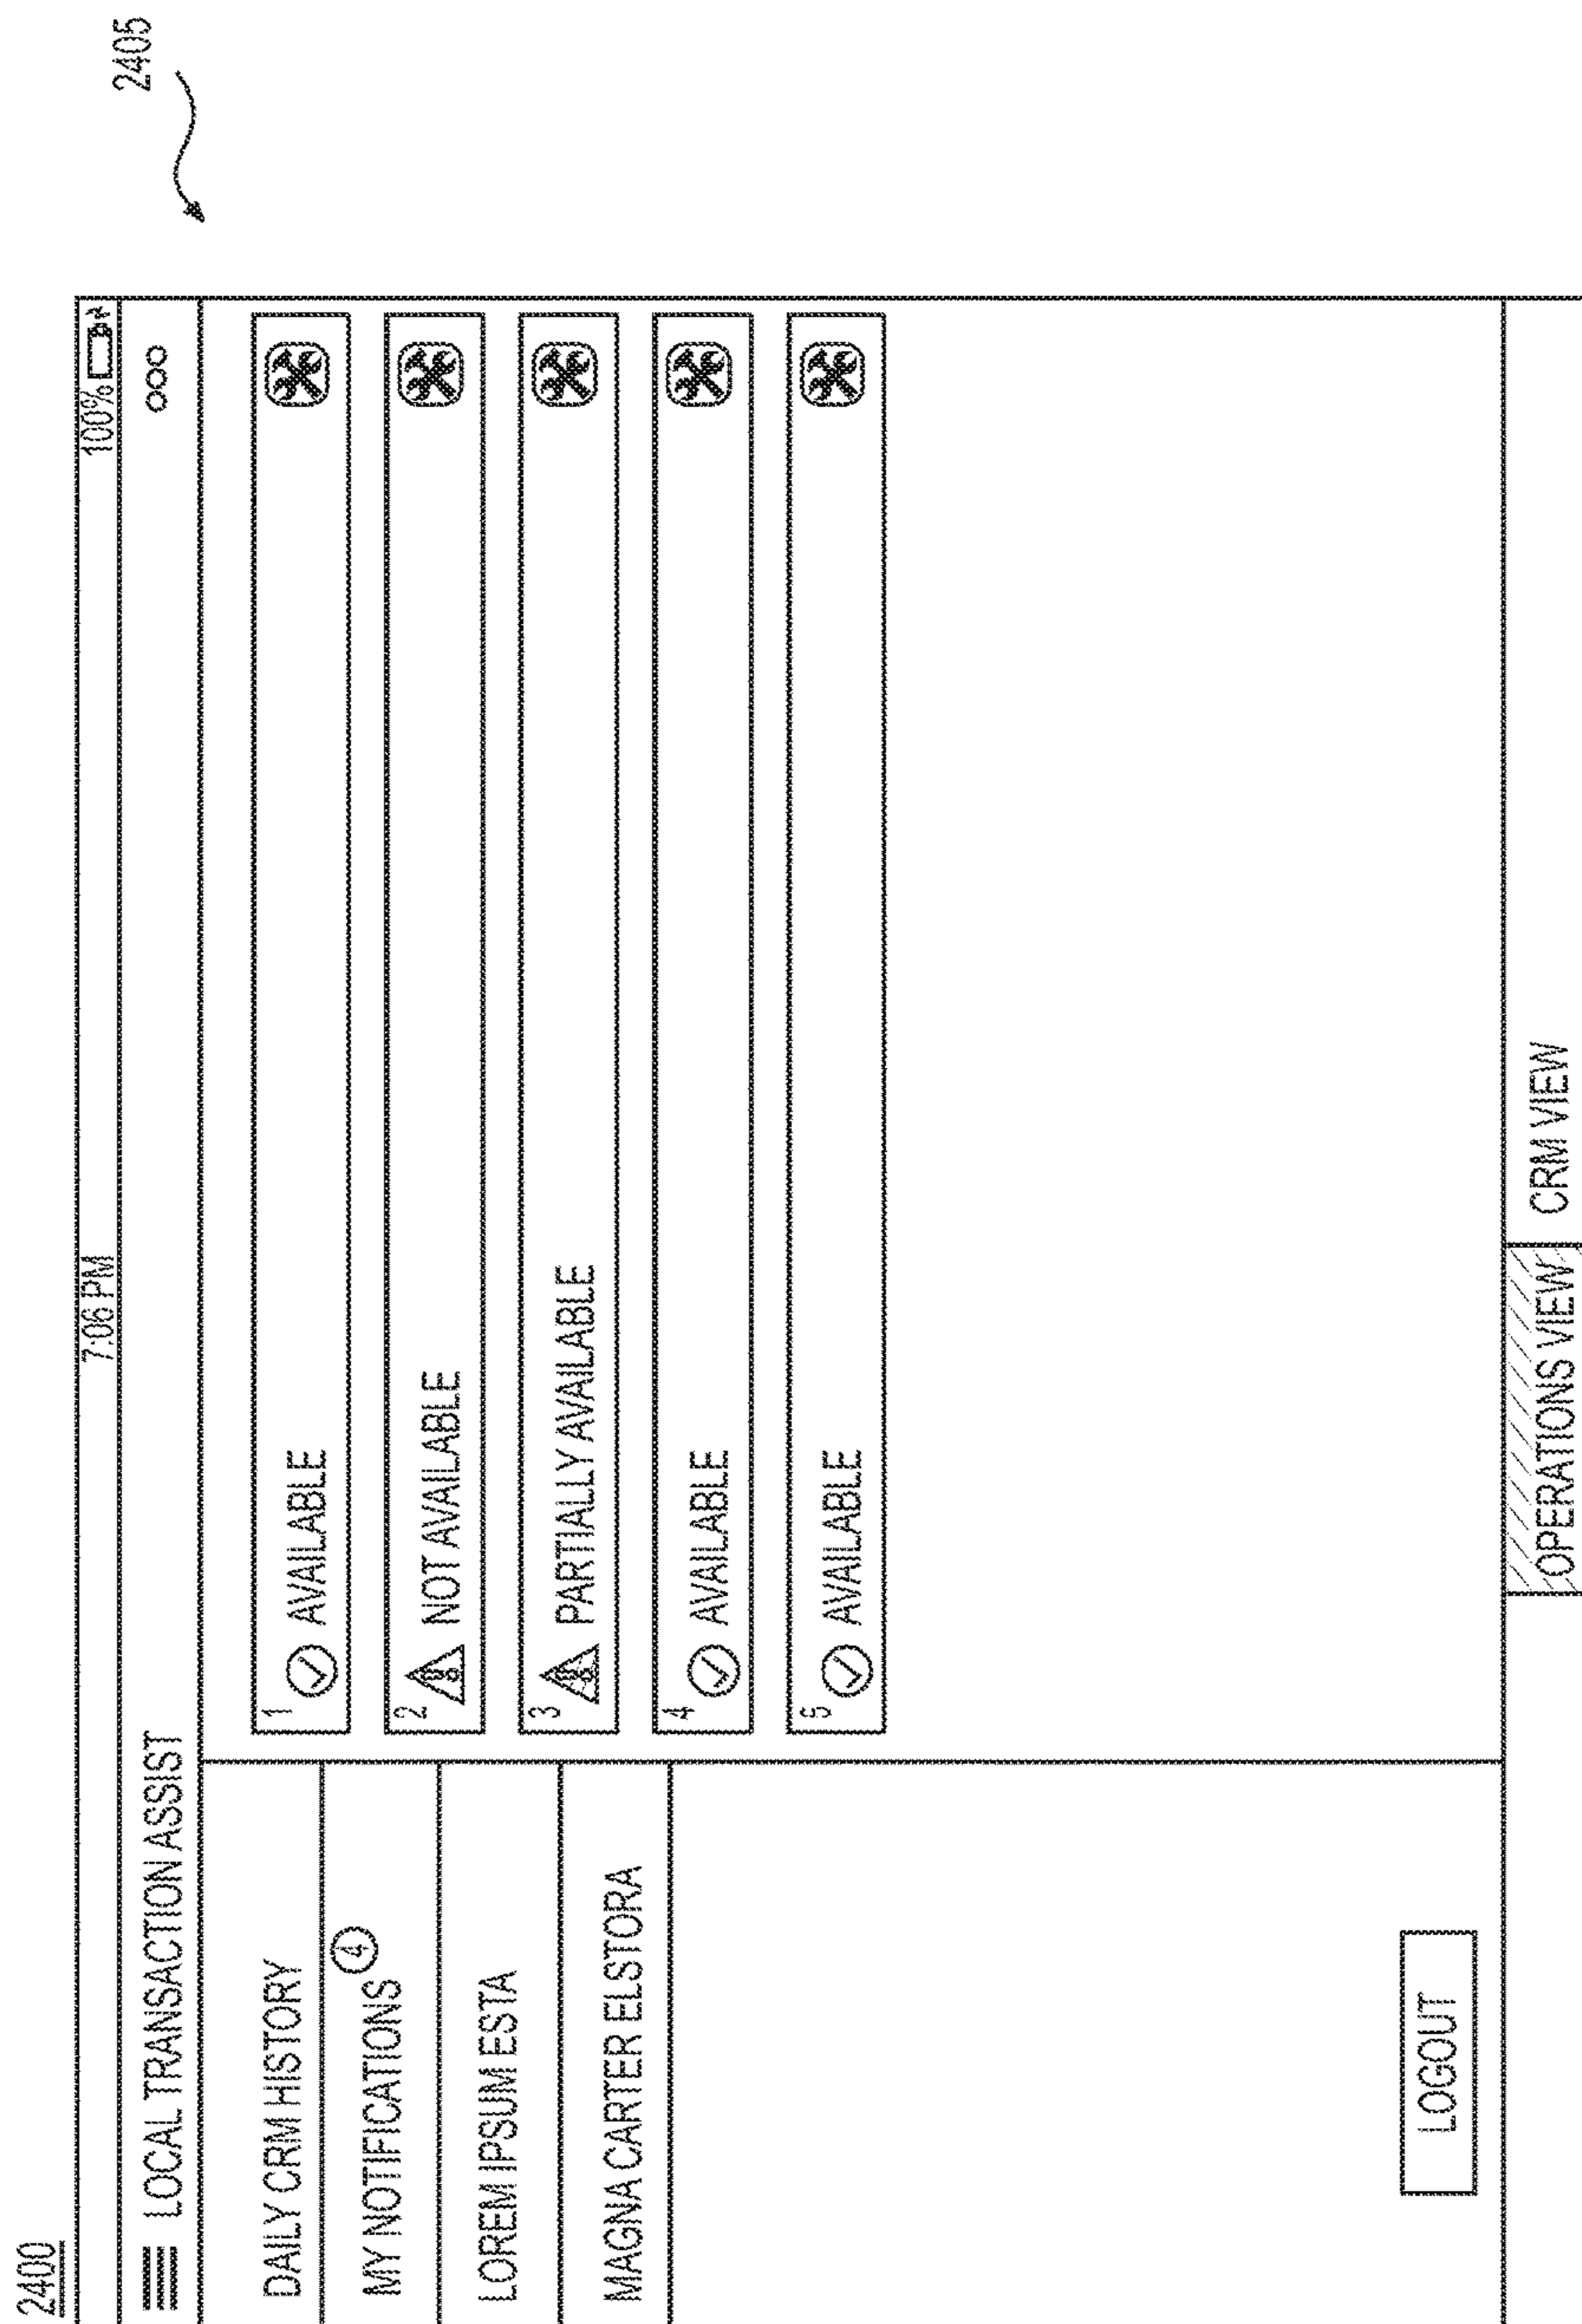 2400
2405
7:06 PM
100%
LOCAL TRANSACTION ASSIST
DAILY CRM HISTORY
MY NOTIFICATIONS 4
LOREM IPSUM ESTA
MAGNA CARTER ELSTORA
LOGOUT
1 AVAILABLE
2 NOT AVAILABLE
3 PARTIALLY AVAILABLE
4 AVAILABLE
5 AVAILABLE
OPERATIONS VIEW
CRM VIEW